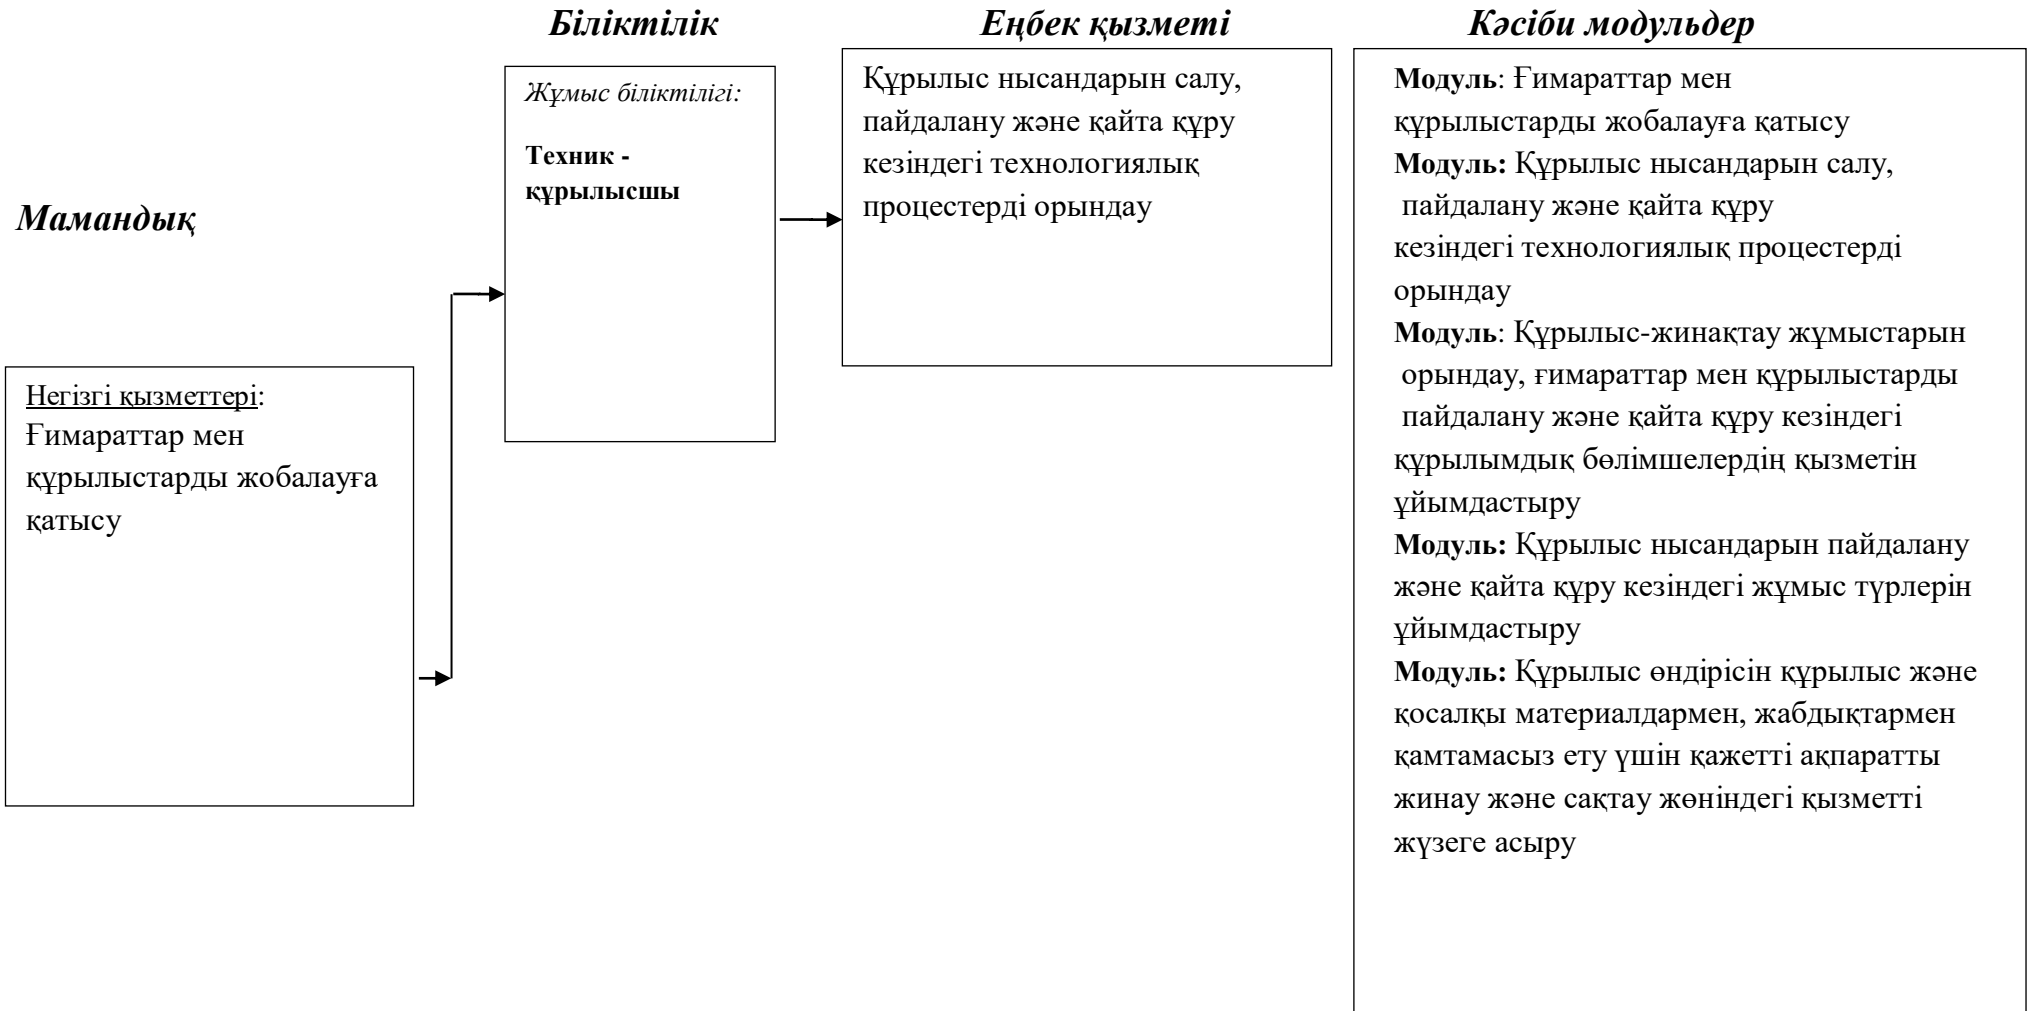 Мамандық
Негізгі қызметтері:
Ғимараттар мен
құрылыстарды жобалауға
қатысу
Біліктілік
Жұмыс біліктілігі:
Техник -
құрылысшы
Еңбек қызметі
Құрылыс нысандарын салу,
пайдалану және қайта құру
кезіндегі технологиялық
процестерді орындау
Кәсіби модульдер
Модуль: Ғимараттар мен
құрылыстарды жобалауға қатысу
Модуль: Құрылыс нысандарын салу,
пайдалану және қайта құру
кезіндегі технологиялық процестерді
орындау
Модуль: Құрылыс-жинақтау жұмыстарын
орындау, ғимараттар мен құрылыстарды
пайдалану және қайта құру кезіндегі
құрылымдық бөлімшелердің қызметін
ұйымдастыру
Модуль: Құрылыс нысандарын пайдалану
және қайта құру кезіндегі жұмыс түрлерін
ұйымдастыру
Модуль: Құрылыс өндірісін құрылыс және
қосалқы материалдармен, жабдықтармен
қамтамасыз ету үшін қажетті ақпаратты
жинау және сақтау жөніндегі қызметті
жүзеге асыру